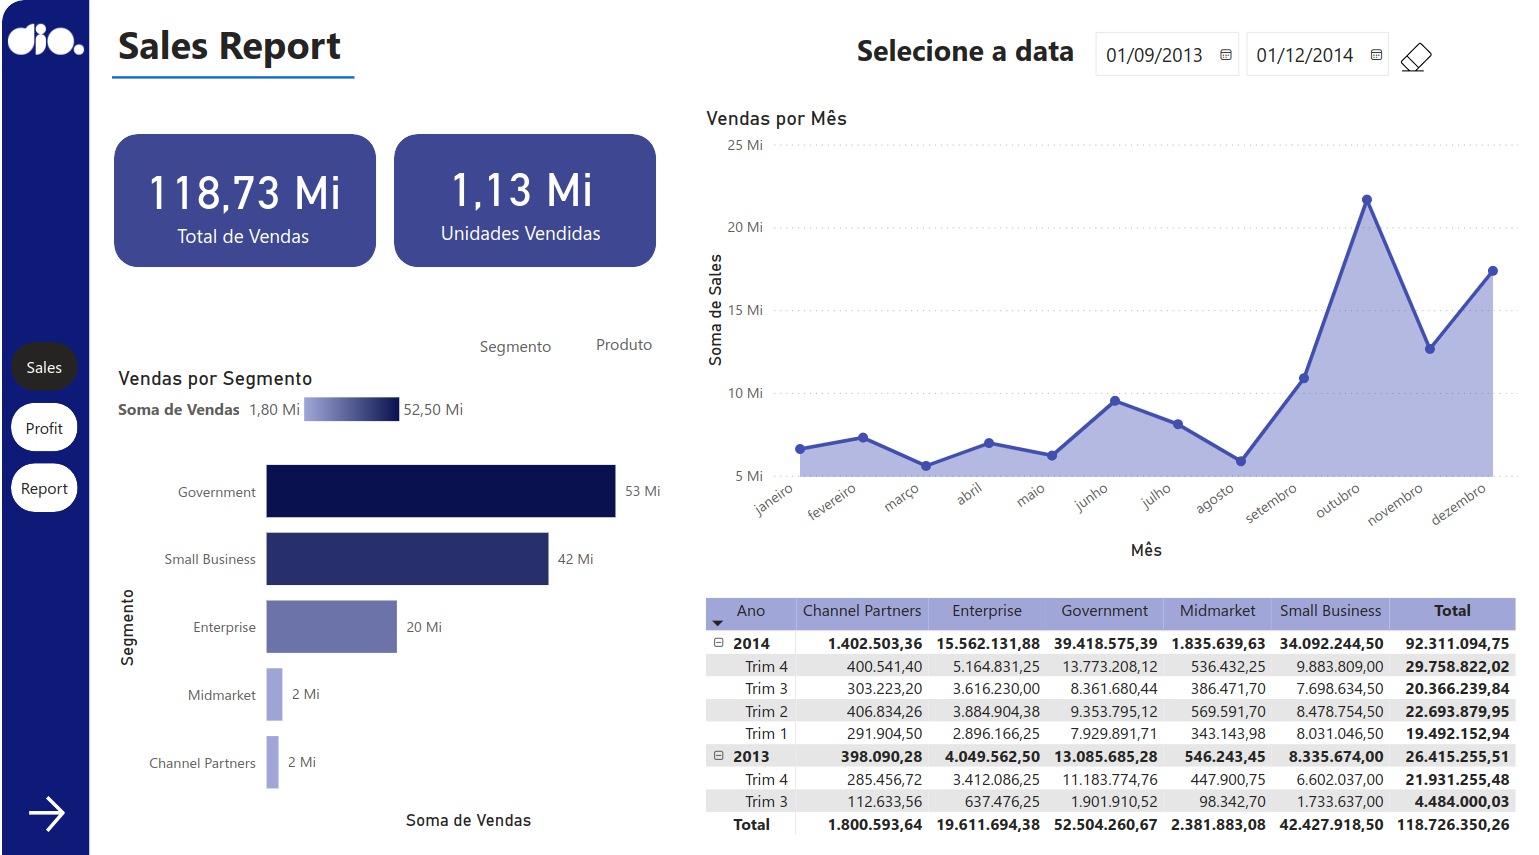 dio.
Sales Report
Selecione a data
01/09/2013
01/12/2014
118,73 Mi
Total de Vendas
1,13 Mi
Unidades Vendidas
Sales
Profit
Report
Segmento
Produto
Vendas por Segmento
Soma de Vendas 1,80 Mi 52,50 Mi
Segmento
Government 53 Mi
Small Business 42 Mi
Enterprise 20 Mi
Midmarket 2 Mi
Channel Partners 2 Mi
Soma de Vendas
Vendas por Mês
Soma de Sales
25 Mi
20 Mi
15 Mi
10 Mi
5 Mi
janeiro fevereiro março abril maio junho julho agosto setembro outubro novembro dezembro
Mês
Ano Channel Partners Enterprise Government Midmarket Small Business Total
2014 1.402.503,36 15.562.131,88 39.418.575,39 1.835.639,63 34.092.244,50 92.311.094,75
Trim 4 400.541,40 5.164.831,25 13.773.208,12 536.432,25 9.883.809,00 29.758.822,02
Trim 3 303.223,20 3.616.230,00 8.361.680,44 386.471,70 7.698.634,50 20.366.239,84
Trim 2 406.834,26 3.884.904,38 9.353.795,12 569.591,70 8.478.754,50 22.693.879,95
Trim 1 291.904,50 2.896.166,25 7.929.891,71 343.143,98 8.031.046,50 19.492.152,94
2013 398.090,28 4.049.562,50 13.085.685,28 546.243,45 8.335.674,00 26.415.255,51
Trim 4 285.456,72 3.412.086,25 11.183.774,76 447.900,75 6.602.037,00 21.931.255,48
Trim 3 112.633,56 637.476,25 1.901.910,52 98.342,70 1.733.637,00 4.484.000,03
Total 1.800.593,64 19.611.694,38 52.504.260,67 2.381.883,08 42.427.918,50 118.726.350,26